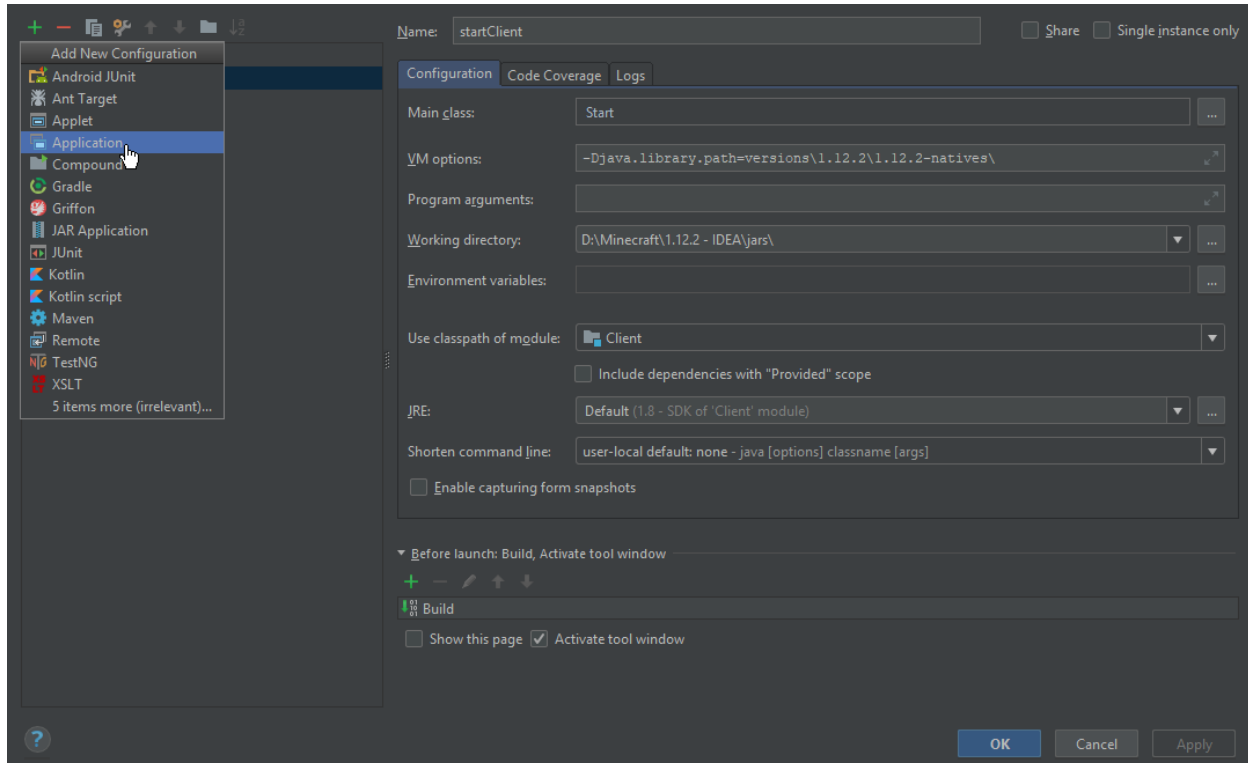 Name: startClient Share Single instance only
Add New Configuration
Android JUnit
Ant Target
Applet
Application
Compound
Gradle
Griffon
JAR Application
JUnit
Kotlin
Kotlin script
Maven
Remote
TestNG
XSLT
5 items more (irrelevant)...
Configuration Code Coverage Logs
Main class: Start ...
VM options: -Djava.library.path=versions\1.12.2\1.12.2-natives\
Program arguments:
Working directory: D:\Minecraft\1.12.2 - IDEA\jars\ ...
Environment variables: ...
Use classpath of module: Client
Include dependencies with "Provided" scope
JRE: Default (1.8 - SDK of 'Client' module) ...
Shorten command line: user-local default: none - java [options] classname [args]
Enable capturing form snapshots
Before launch: Build, Activate tool window
Build
Show this page Activate tool window
? OK Cancel Apply